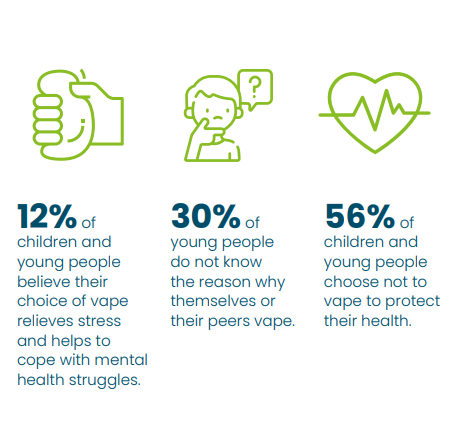 ?
12% of
children and
young people
believe their
choice of vape
relieves stress
and helps to
cope with mental
health struggles.
30% of
young people
do not know
the reason why
themselves or
their peers vape.
56% of
children and
young people
choose not to
vape to protect
their health.